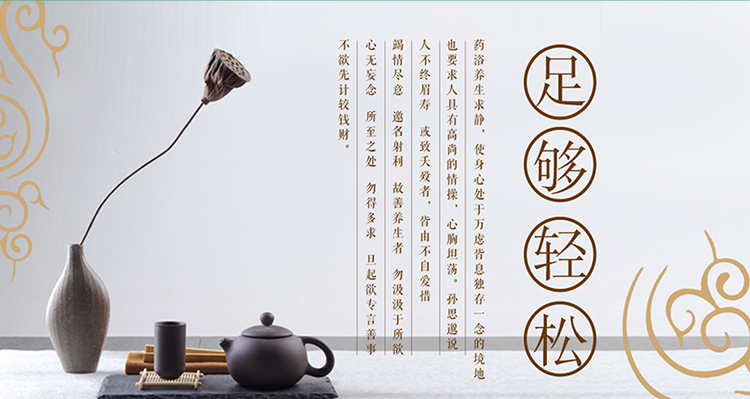 足够轻松
药浴养生求静，使身心处于万虑皆息独存一念的境地
也要求人具有高尚的情操，心胸坦荡。孙思邈说
人不终眉寿 或致夭殁者，皆由不自爱惜
竭情尽意 邀名射利 故善养生者 勿汲汲于所欲
心无妄念 所至之处 勿得多求 旦起欲专言善事
不欲先计较钱财。